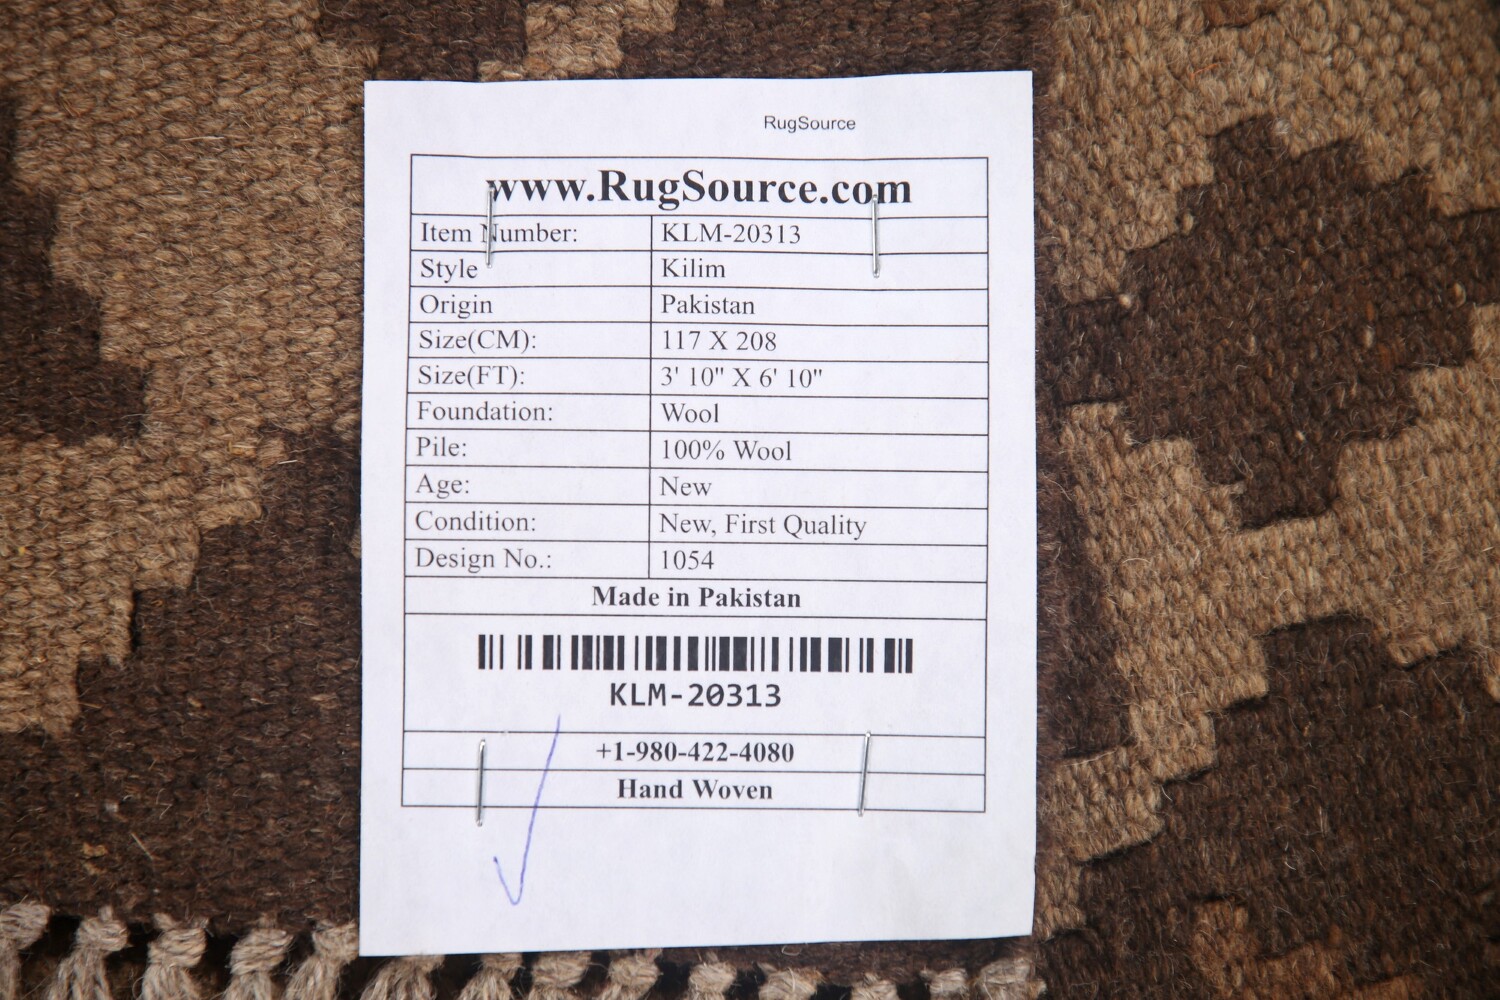 RugSource
www.RugSource.com
Item Number: KLM-20313
Style Kilim
Origin Pakistan
Size(CM): 117 X 208
Size(FT): 3' 10" X 6' 10"
Foundation: Wool
Pile: 100% Wool
Age: New
Condition: New, First Quality
Design No.: 1054
Made in Pakistan
KLM-20313
+1-980-422-4080
Hand Woven